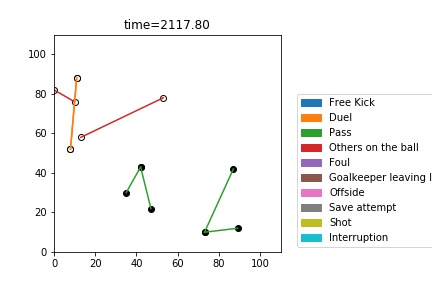 time=2117.80
100
80
60
40
20
0
0 20 40 60 80 100
Free Kick
Duel
Pass
Others on the ball
Foul
Goalkeeper leaving l
Offside
Save attempt
Shot
Interruption